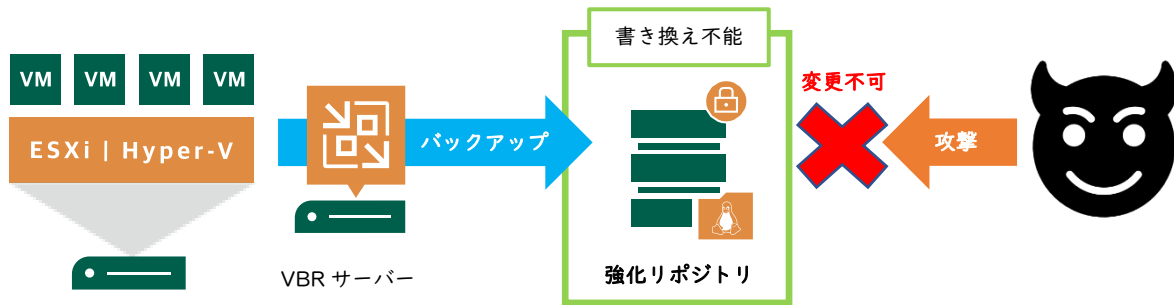 VM VM VM VM
ESXi | Hyper-V
VBR サーバー
バックアップ
書き換え不能
強化リポジトリ
変更不可
攻撃